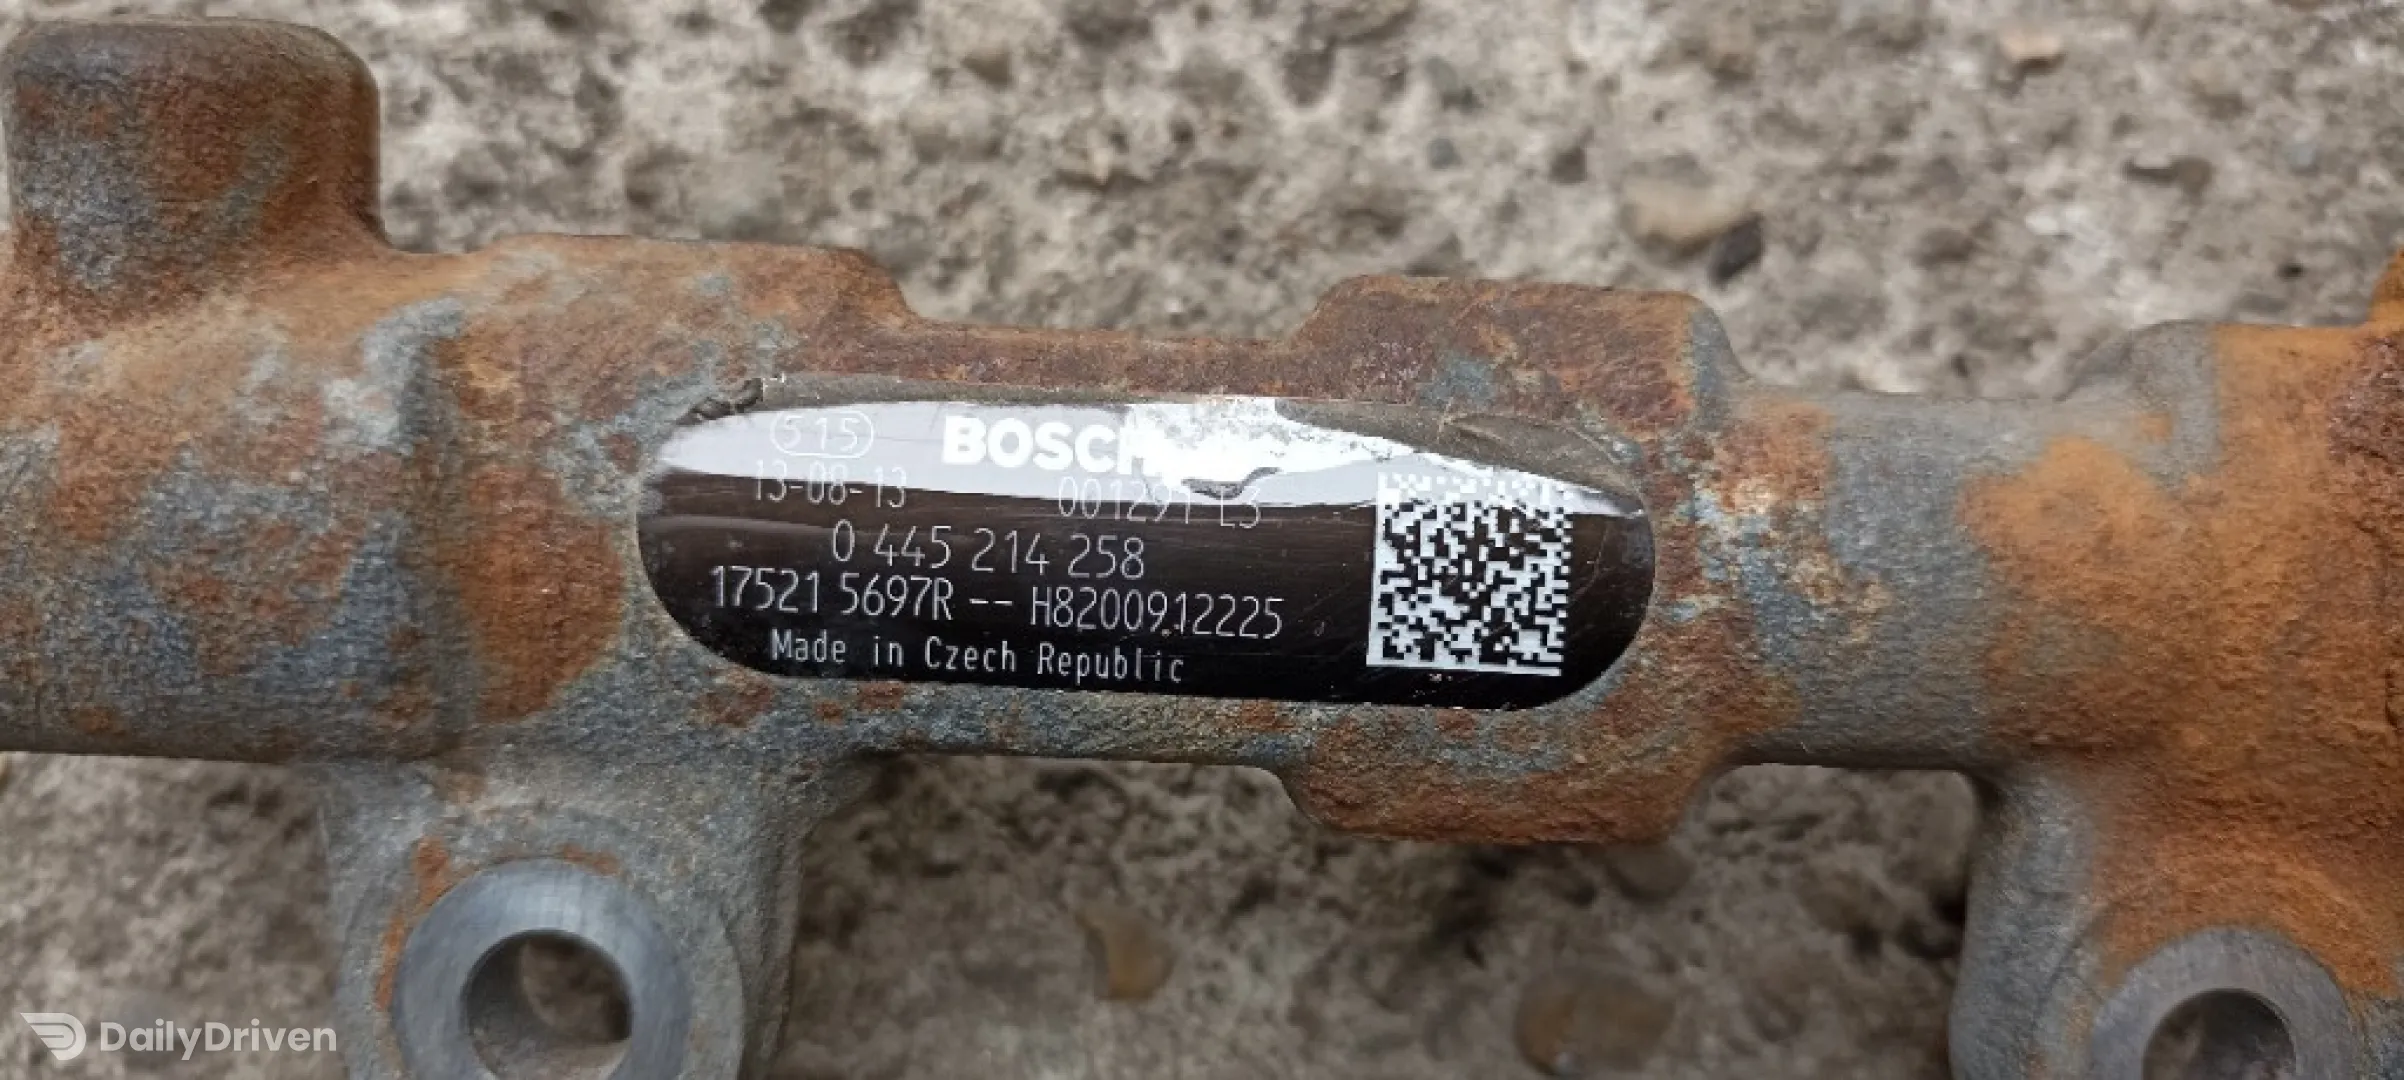 515
BOSCH
13-08-13 001291 L3
0 445 214 258
17521 5697R -- H8200912225
Made in Czech Republic
DailyDriven